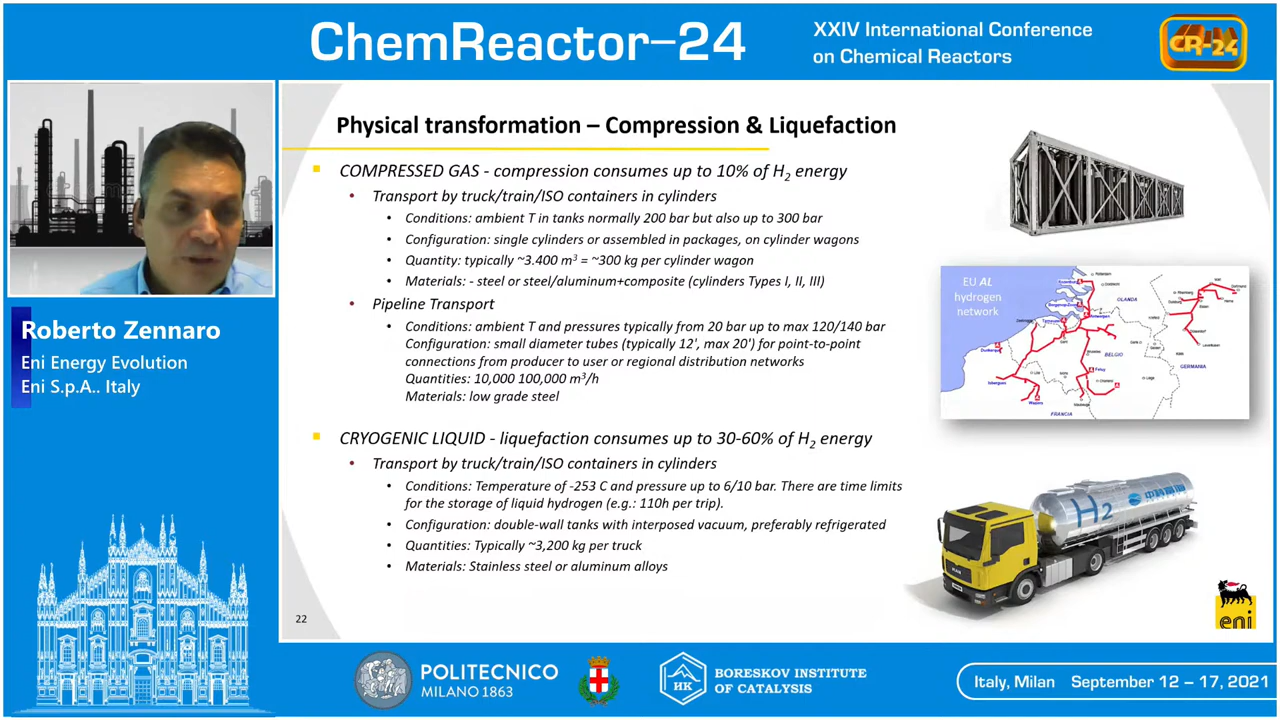 ChemReactor–24
XXIV International Conference
on Chemical Reactors
CR-24
Roberto Zennaro
Eni Energy Evolution
Eni S.p.A.. Italy
Physical transformation – Compression & Liquefaction
COMPRESSED GAS - compression consumes up to 10% of H2 energy
• Transport by truck/train/ISO containers in cylinders
• Conditions: ambient T in tanks normally 200 bar but also up to 300 bar
• Configuration: single cylinders or assembled in packages, on cylinder wagons
• Quantity: typically ~3.400 m³ = ~300 kg per cylinder wagon
• Materials: - steel or steel/aluminum+composite (cylinders Types I, II, III)
• Pipeline Transport
• Conditions: ambient T and pressures typically from 20 bar up to max 120/140 bar
Configuration: small diameter tubes (typically 12', max 20') for point-to-point
connections from producer to user or regional distribution networks
Quantities: 10,000 100,000 m³/h
Materials: low grade steel
CRYOGENIC LIQUID - liquefaction consumes up to 30-60% of H2 energy
• Transport by truck/train/ISO containers in cylinders
• Conditions: Temperature of -253 C and pressure up to 6/10 bar. There are time limits
for the storage of liquid hydrogen (e.g.: 110h per trip).
• Configuration: double-wall tanks with interposed vacuum, preferably refrigerated
• Quantities: Typically ~3,200 kg per truck
• Materials: Stainless steel or aluminum alloys
22
EU AL
hydrogen
network
OLANDA
BELGIO
GERMANIA
FRANCIA
H2
eni
POLITECNICO
MILANO 1863
HK
BORESKOV INSTITUTE
OF CATALYSIS
Italy, Milan September 12 – 17, 2021